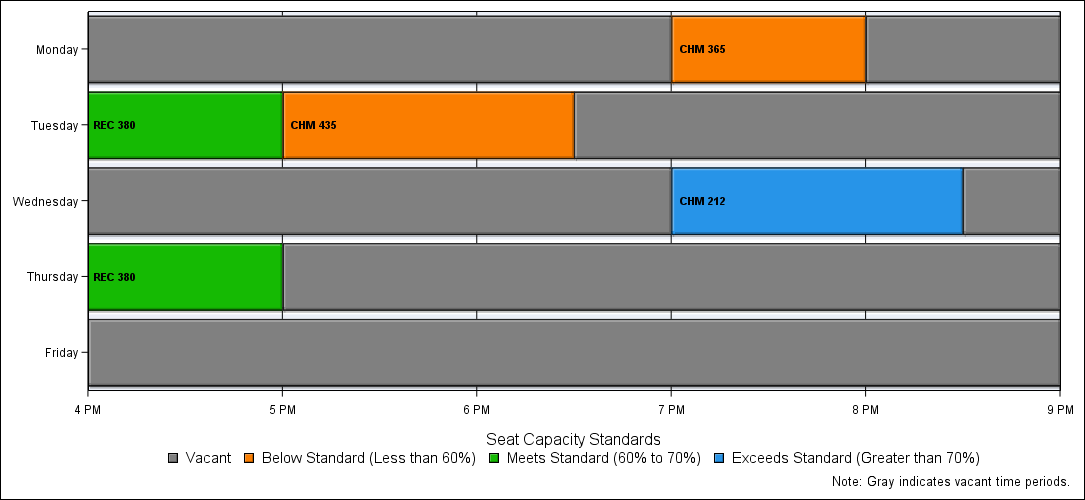 Monday
CHM 365
Tuesday
REC 380
CHM 435
Wednesday
CHM 212
Thursday
REC 380
Friday
4 PM 5 PM 6 PM 7 PM 8 PM 9 PM
Seat Capacity Standards
Vacant Below Standard (Less than 60%) Meets Standard (60% to 70%) Exceeds Standard (Greater than 70%)
Note: Gray indicates vacant time periods.